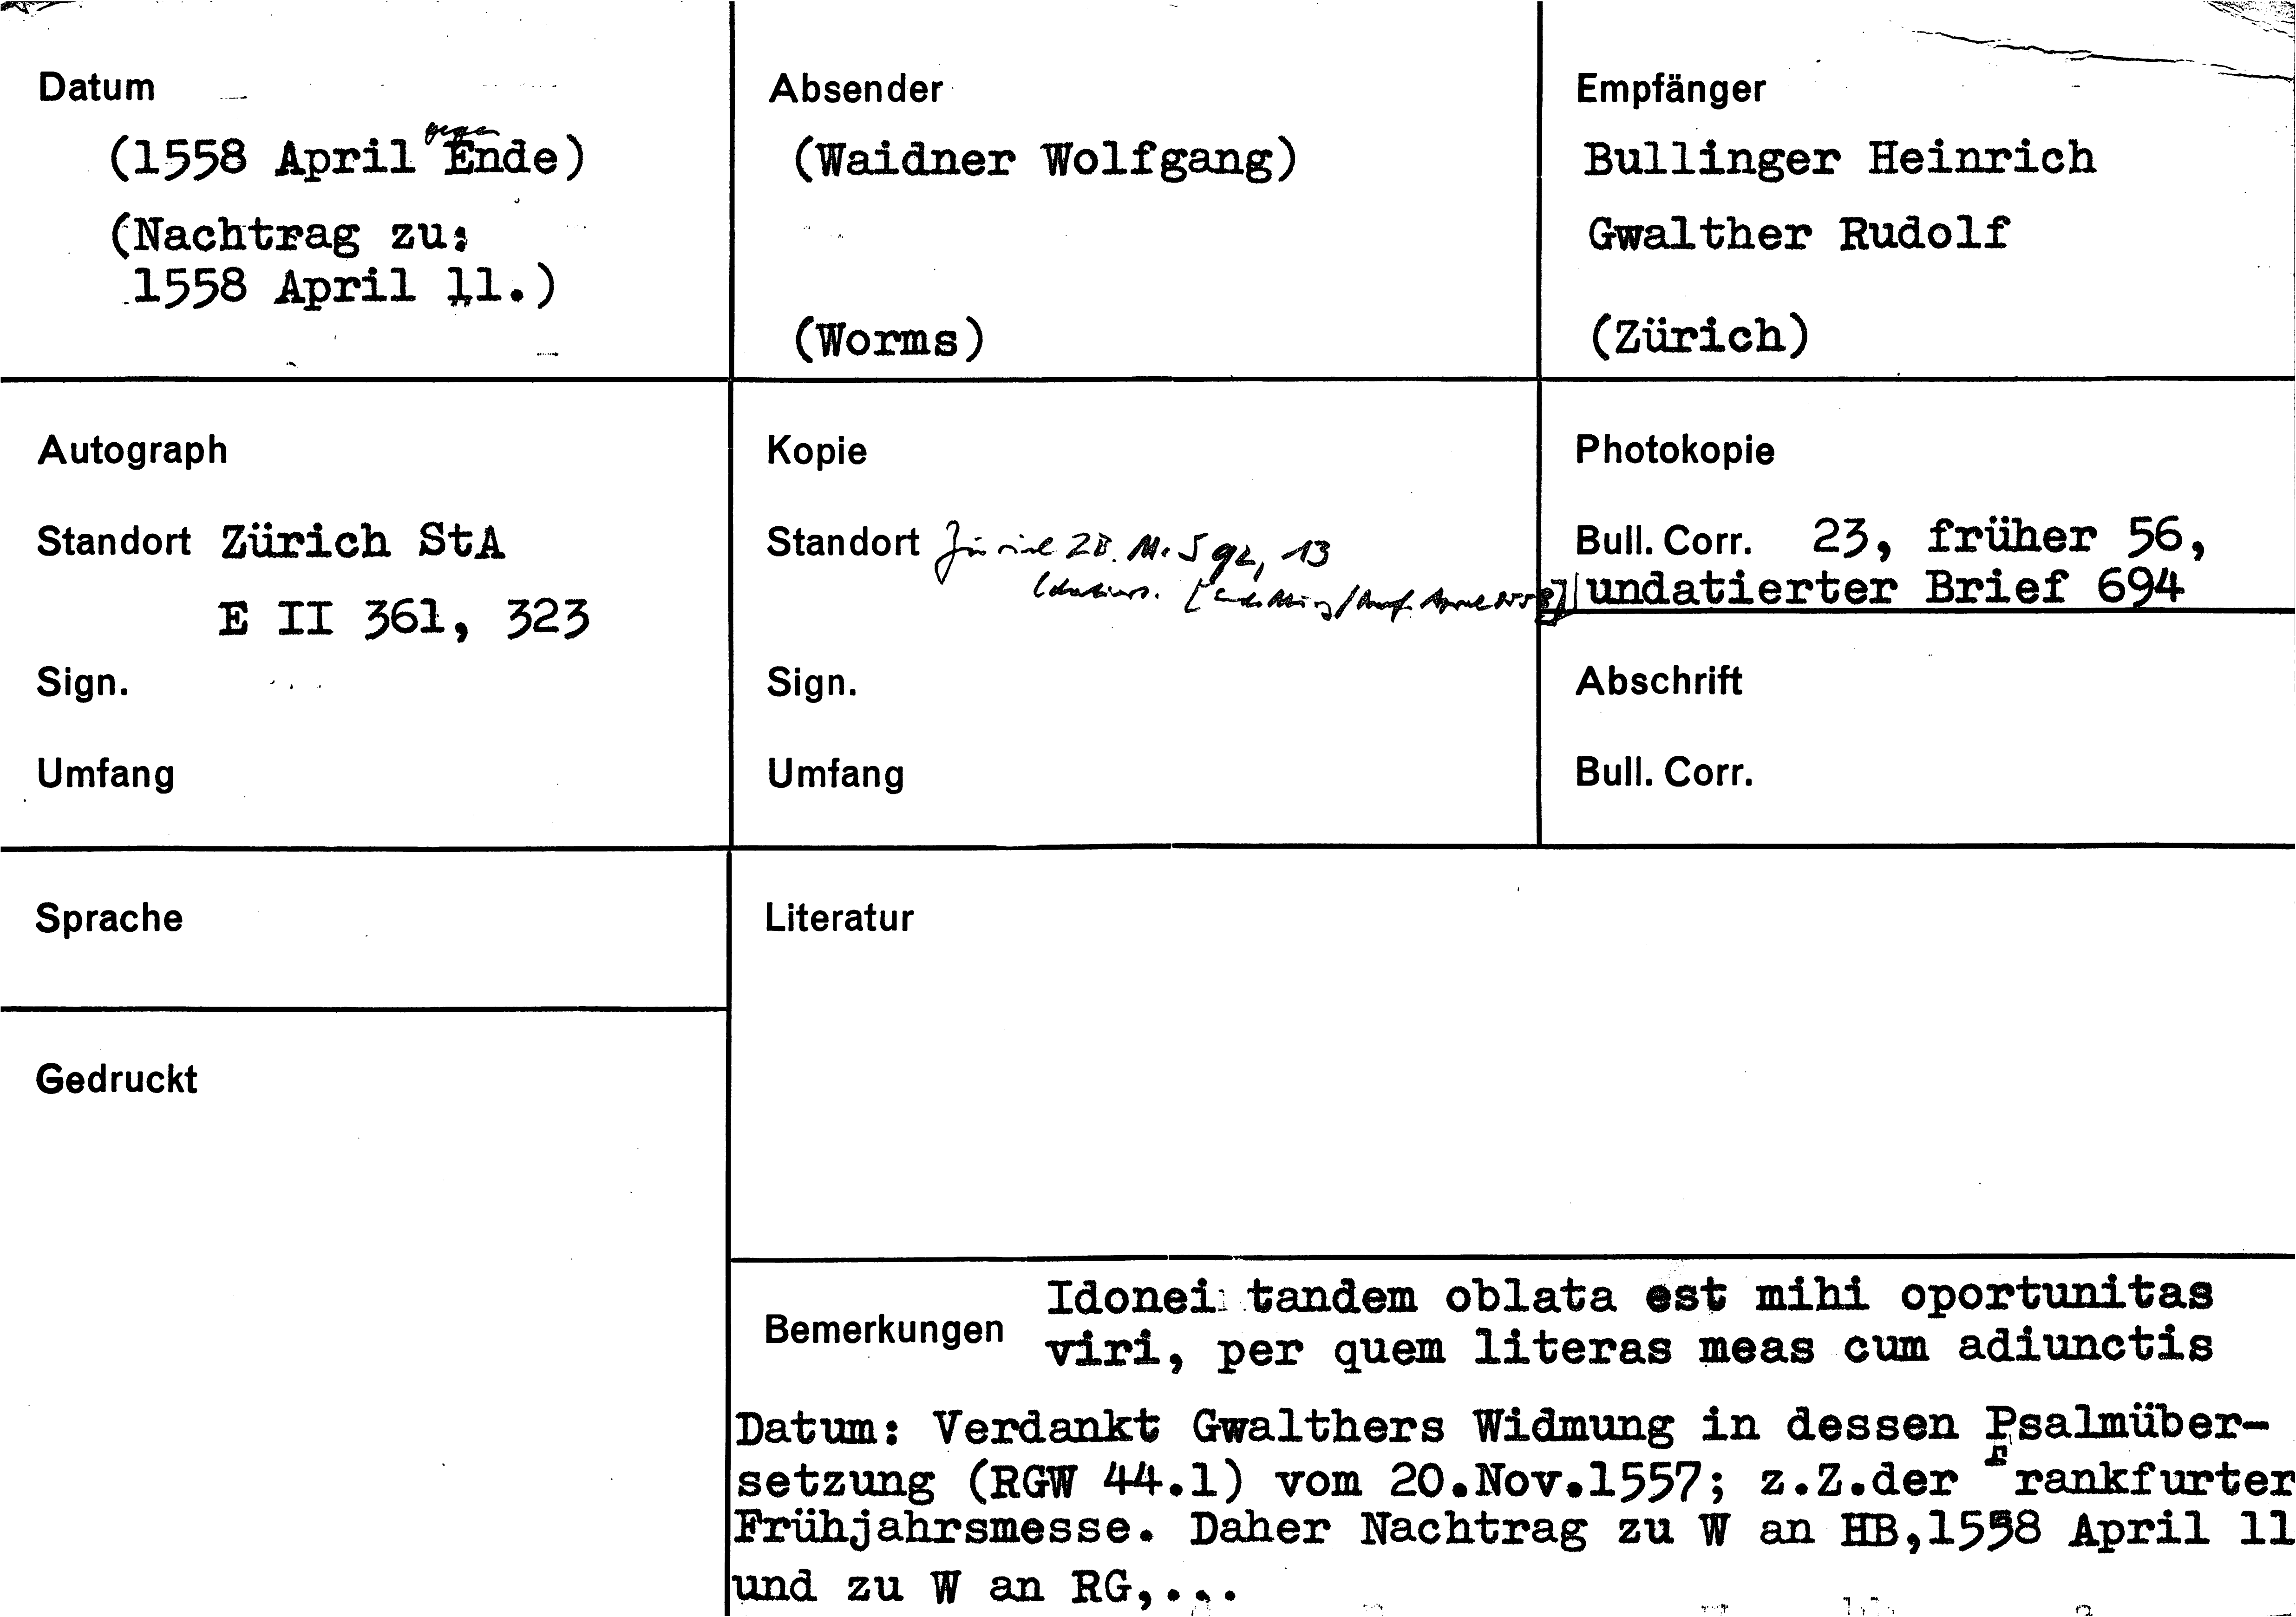 Datum
(1558 April gegen Ende)
(Nachtrag zu:
1558 April 11.)
Absender
(Waidner Wolfgang)
(Worms)
Empfänger
Bullinger Heinrich
Gwalther Rudolf
(Zürich)
Autograph
Standort Zürich StA
E II 361, 323
Sign.
Umfang
Kopie
Standort Zürich ZB. Ms S 92, 13
Sign.
Umfang
Photokopie
Bull. Corr. 23, früher 56,
undatierter Brief 694
Abschrift
Bull. Corr.
Sprache
Literatur
Gedruckt
Bemerkungen
Idonei tandem oblata est mihi oportunitas
viri, per quem literas meas cum adiunctis
Datum: Verdankt Gwalthers Widmung in dessen Psalmüber-
setzung (RGW 44.1) vom 20.Nov.1557; z.Z.der Frankfurter
Frühjahrsmesse. Daher Nachtrag zu W an HB,1558 April 11
und zu W an RG,...